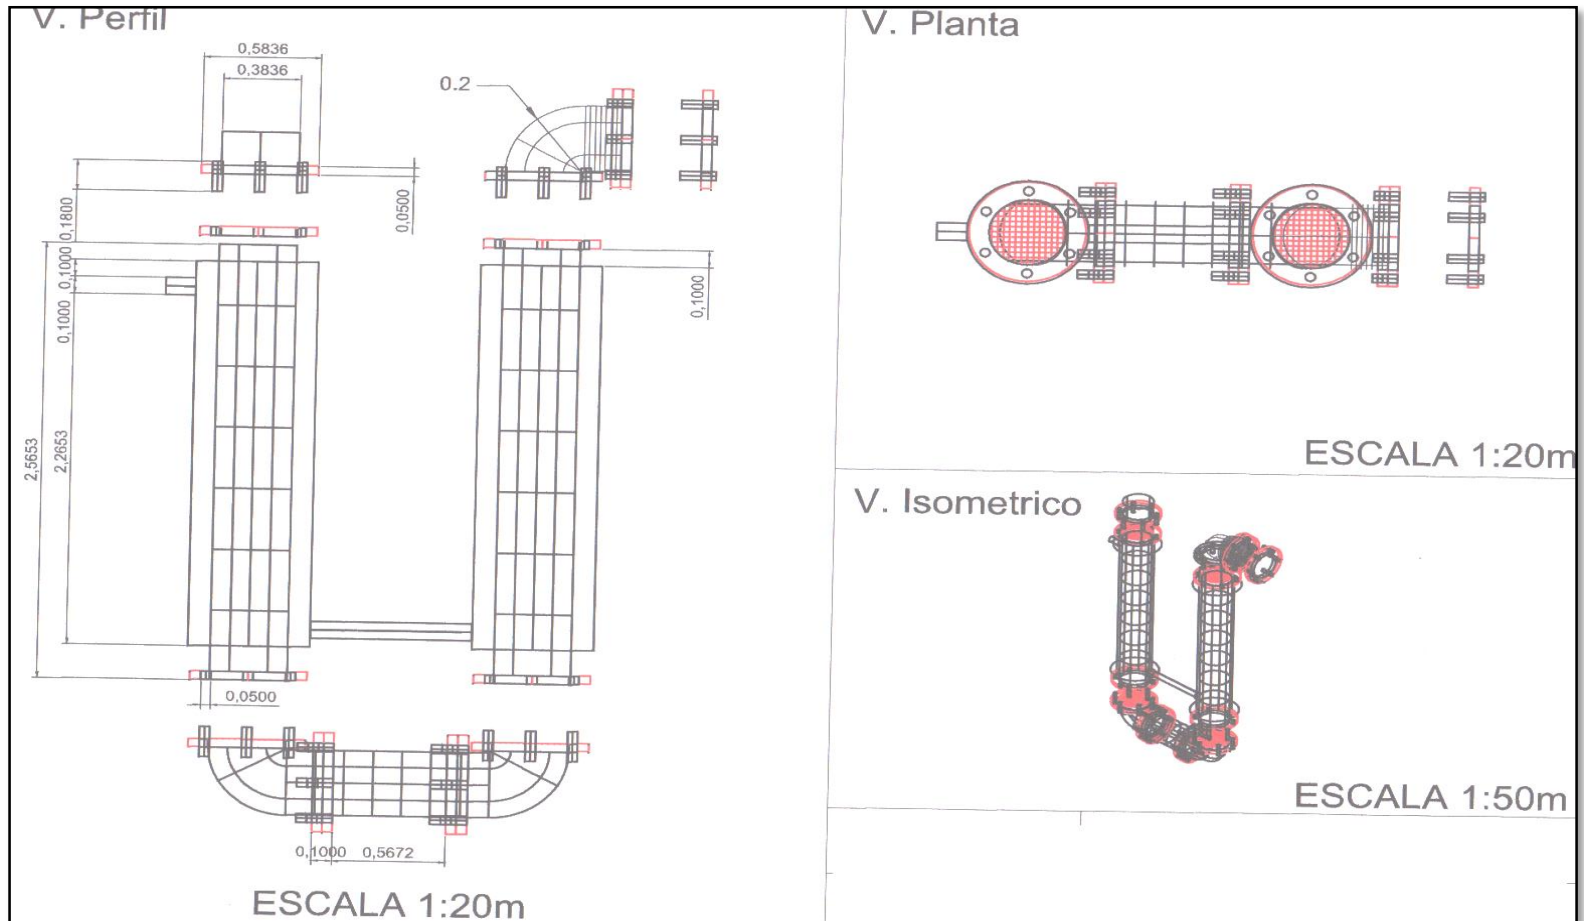 V. Perfil
0,5836
0,3836
0.2
0,1800
0,0500
0,1000
0,1000
0,1000
2,5653
2,2653
0,0500
0,1000 0,5672
ESCALA 1:20m
V. Planta
ESCALA 1:20m
V. Isometrico
ESCALA 1:50m